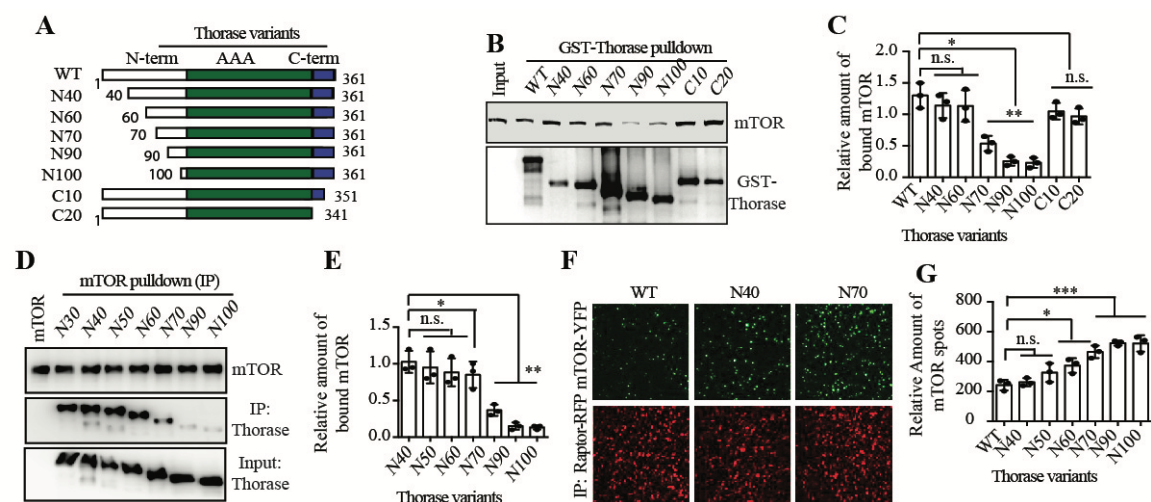 A
Thorase variants
N-term AAA C-term
WT 1 361
N40 40 361
N60 60 361
N70 70 361
N90 90 361
N100 100 361
C10 351
C20 1 341
B
GST-Thorase pulldown
Input WT N40 N60 N70 N90 N100 C10 C20
mTOR
GST-
Thorase
C
Relative amount of
bound mTOR
2.0
1.5
1.0
0.5
0.0
* n.s. ** n.s.
WT N40 N60 N70 N90 N100 C10 C20
Thorase variants
D
mTOR pulldown (IP)
mTOR N30 N40 N50 N60 N70 N90 N100
mTOR
IP:
Thorase
Input:
Thorase
E
Relative amount of
bound mTOR
1.5
1.0
0.5
0.0
* n.s. **
N40 N50 N60 N70 N90 N100
Thorase variants
F
WT N40 N70
IP: Raptor-RFP mTOR-YFP
G
Relative Amount of
mTOR spots
800
600
400
200
0
*** * n.s.
WT N40 N50 N60 N70 N90 N100
Thorase variants